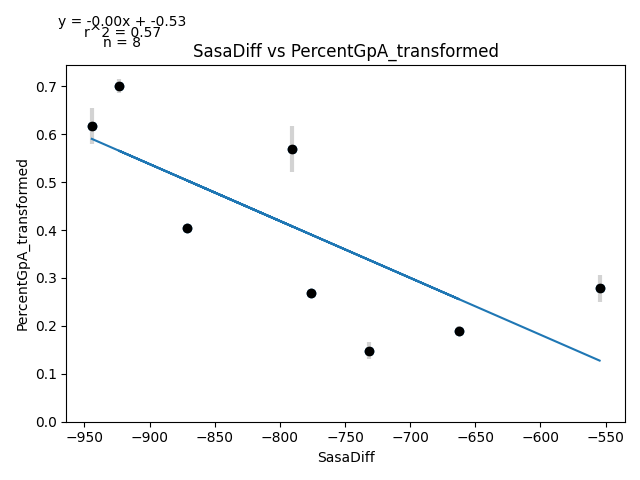 y = -0.00x + -0.53
r^2 = 0.57
n = 8
SasaDiff vs PercentGpA_transformed
PercentGpA_transformed
0.7
0.6
0.5
0.4
0.3
0.2
0.1
0.0
−950 −900 −850 −800 −750 −700 −650 −600 −550
SasaDiff